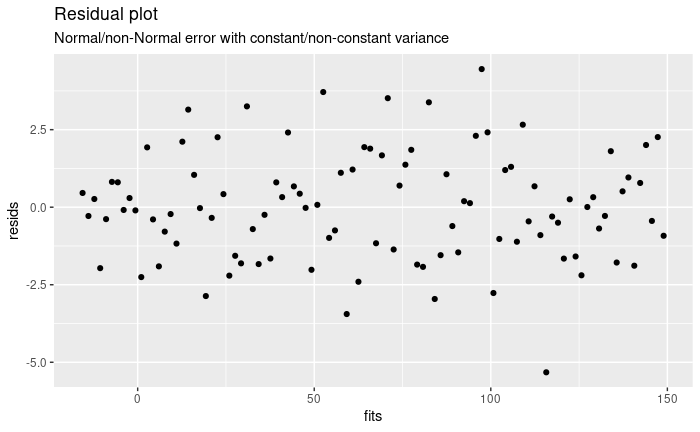 Residual plot
Normal/non-Normal error with constant/non-constant variance
2.5
0.0
-2.5
-5.0
resids
0
50
100
150
fits